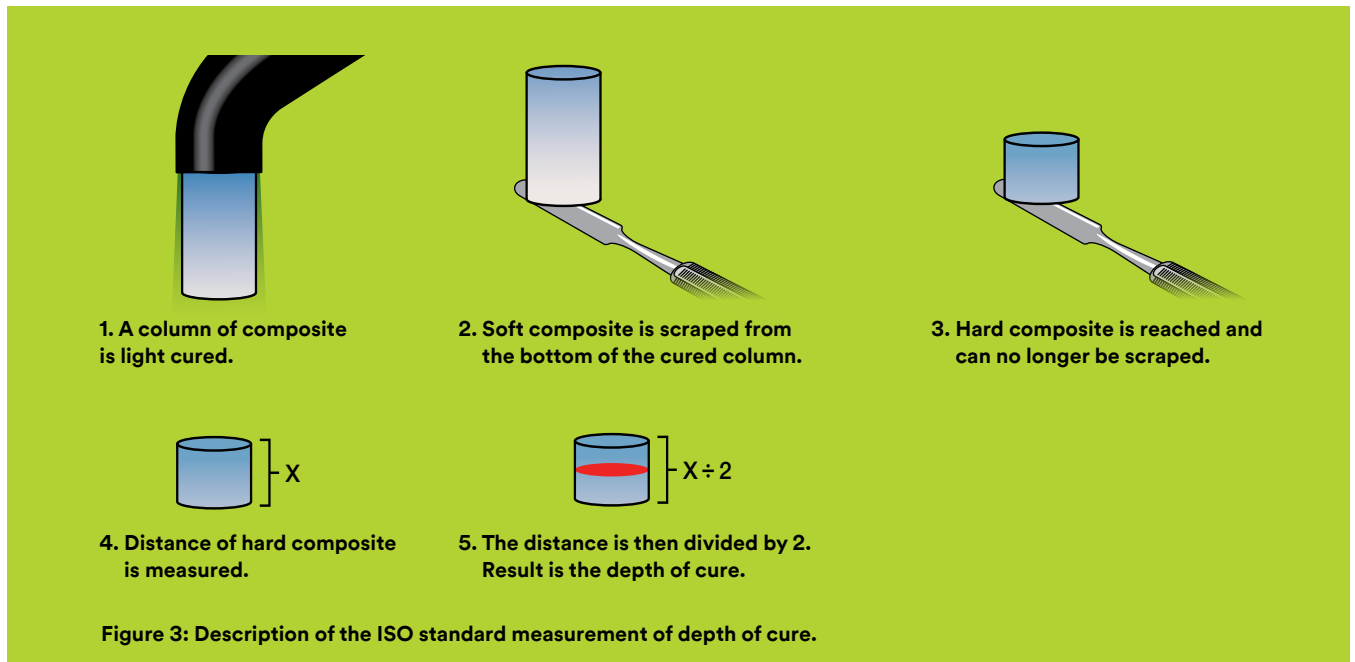 1. A column of composite
is light cured.
2. Soft composite is scraped from
the bottom of the cured column.
3. Hard composite is reached and
can no longer be scraped.
X
4. Distance of hard composite
is measured.
X ÷ 2
5. The distance is then divided by 2.
Result is the depth of cure.
Figure 3: Description of the ISO standard measurement of depth of cure.